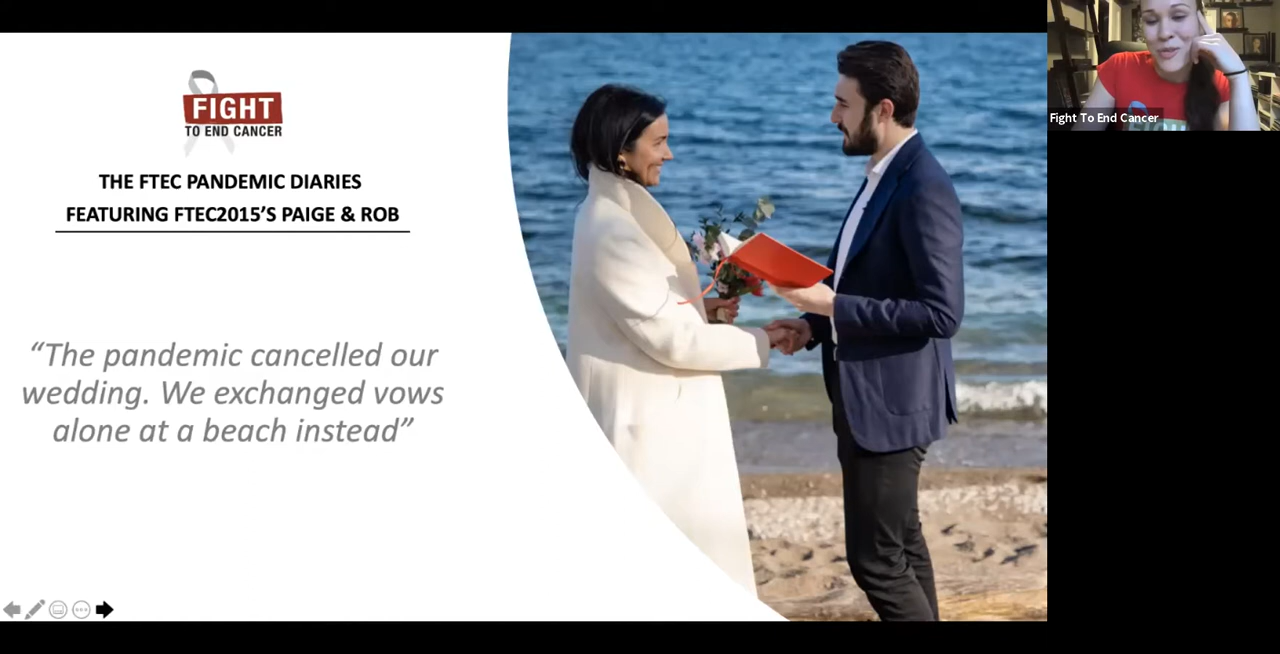 FIGHT
TO END CANCER
THE FTEC PANDEMIC DIARIES
FEATURING FTEC2015’S PAIGE & ROB
“The pandemic cancelled our
wedding. We exchanged vows
alone at a beach instead”
Fight To End Cancer